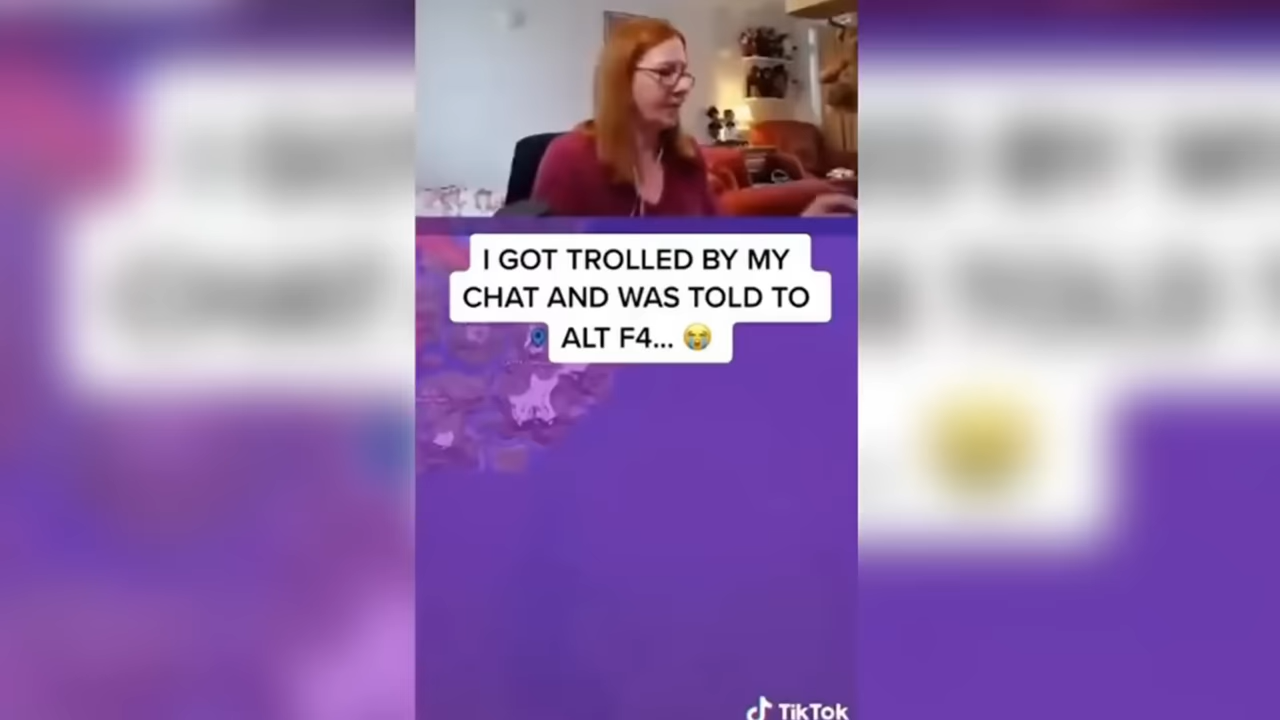 I GOT TROLLED BY MY
CHAT AND WAS TOLD TO
ALT F4... 😭
TikTok